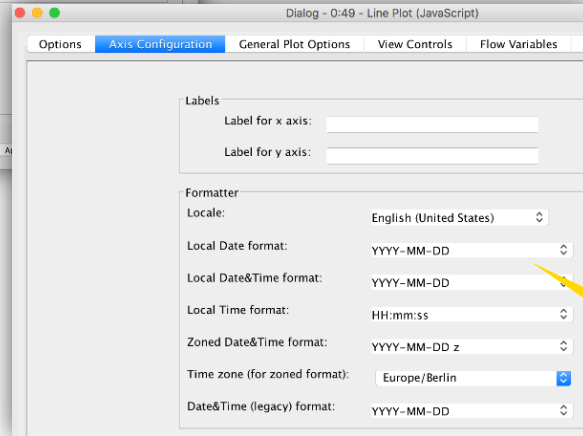 Dialog - 0:49 - Line Plot (JavaScript)
Options Axis Configuration General Plot Options View Controls Flow Variables
Labels
Label for x axis:
Label for y axis:
Formatter
Locale: English (United States)
Local Date format: YYYY-MM-DD
Local Date&Time format: YYYY-MM-DD
Local Time format: HH:mm:ss
Zoned Date&Time format: YYYY-MM-DD z
Time zone (for zoned format): Europe/Berlin
Date&Time (legacy) format: YYYY-MM-DD